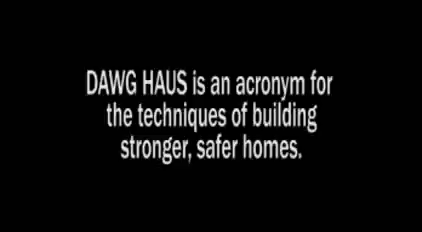 DAWG HAUS is an acronym for
the techniques of building
stronger, safer homes.